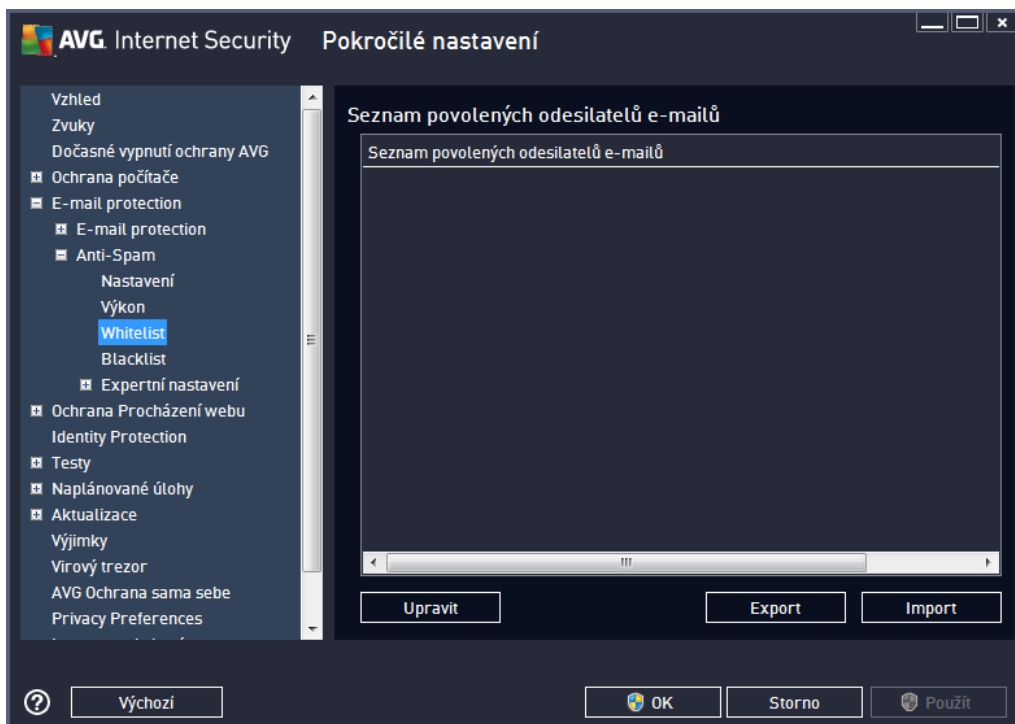 AVG. Internet Security Pokročilé nastavení
Vzhled
Zvuky
Dočasné vypnutí ochrany AVG
Ochrana počítače
E-mail protection
E-mail protection
Anti-Spam
Nastavení
Výkon
Whitelist
Blacklist
Expertní nastavení
Ochrana Procházení webu
Identity Protection
Testy
Naplánované úlohy
Aktualizace
Výjimky
Virový trezor
AVG Ochrana sama sebe
Privacy Preferences
Seznam povolených odesilatelů e-mailů
Seznam povolených odesilatelů e-mailů
Upravit Export Import
Výchozí OK Storno Použít